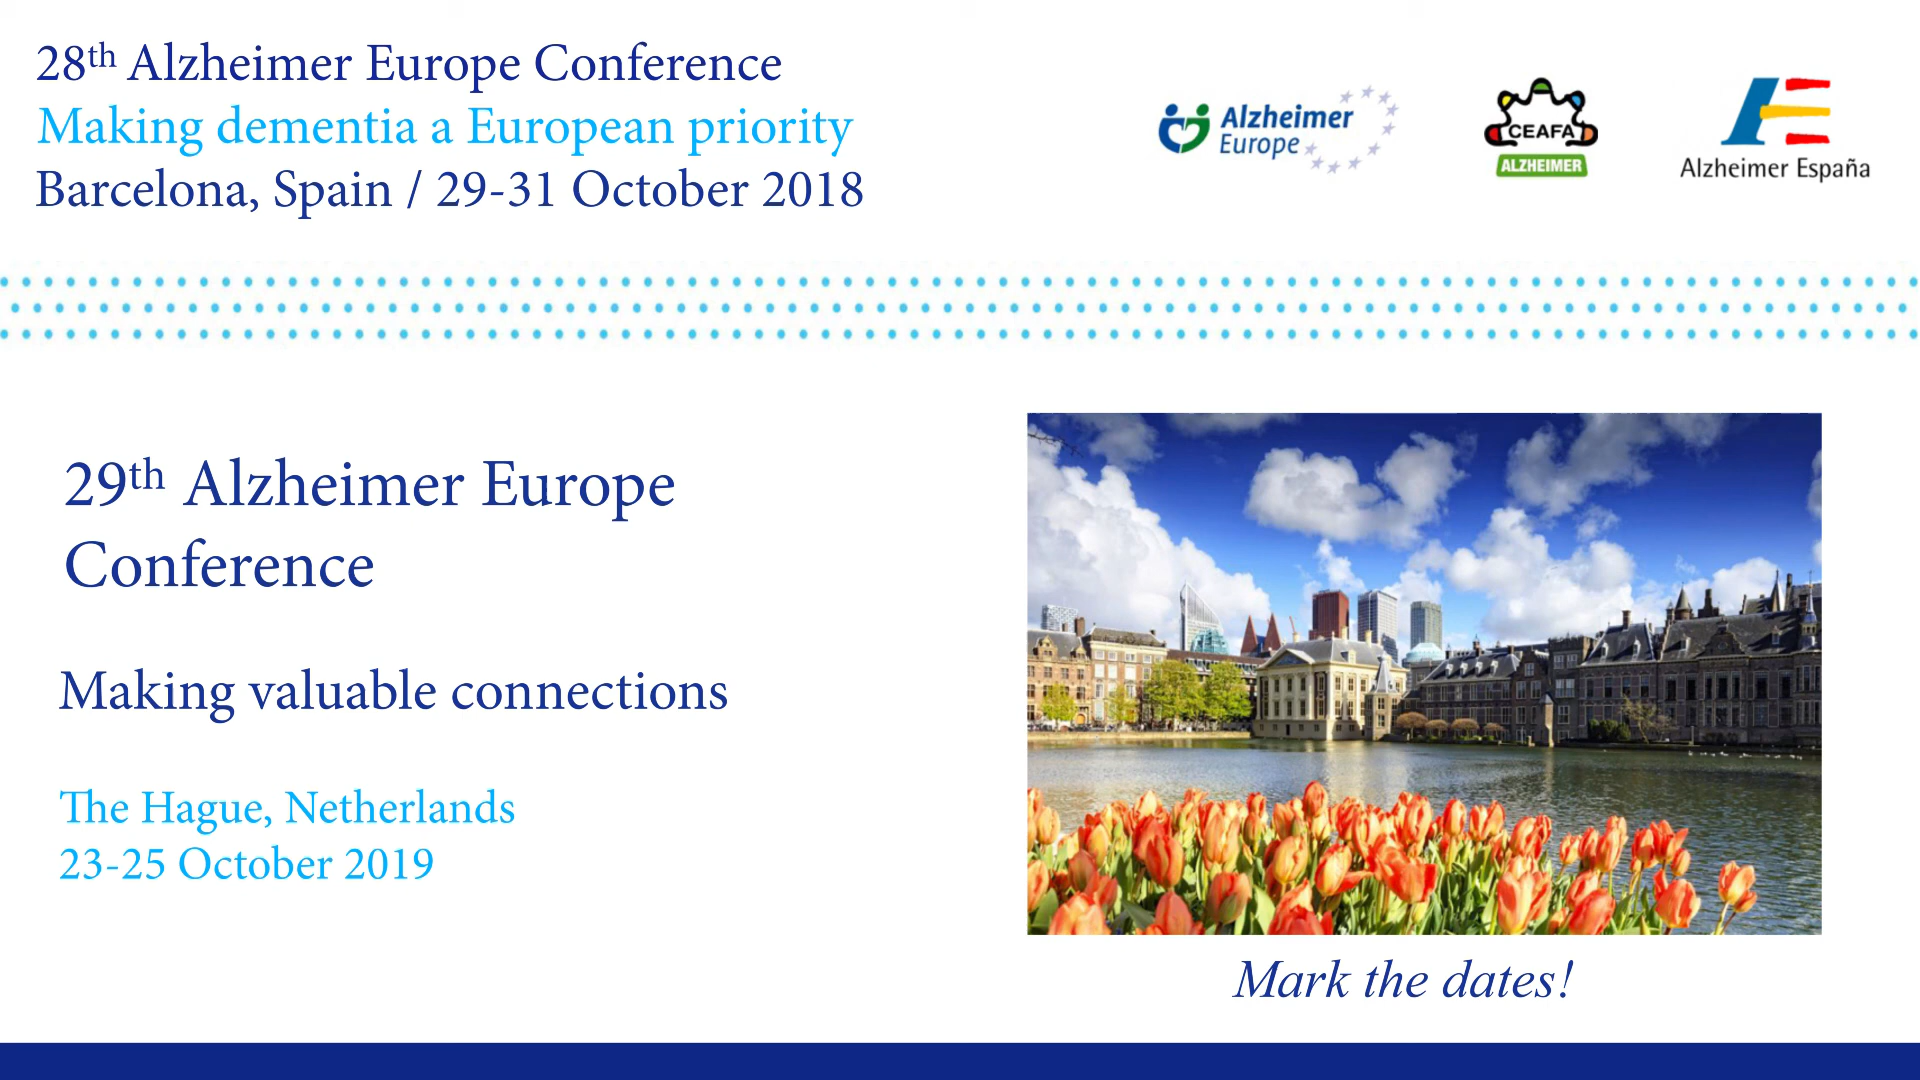 28th Alzheimer Europe Conference
Making dementia a European priority
Barcelona, Spain / 29-31 October 2018
Alzheimer
Europe
CEAFA
ALZHEIMER
Alzheimer España
29th Alzheimer Europe
Conference
Making valuable connections
The Hague, Netherlands
23-25 October 2019
Mark the dates!